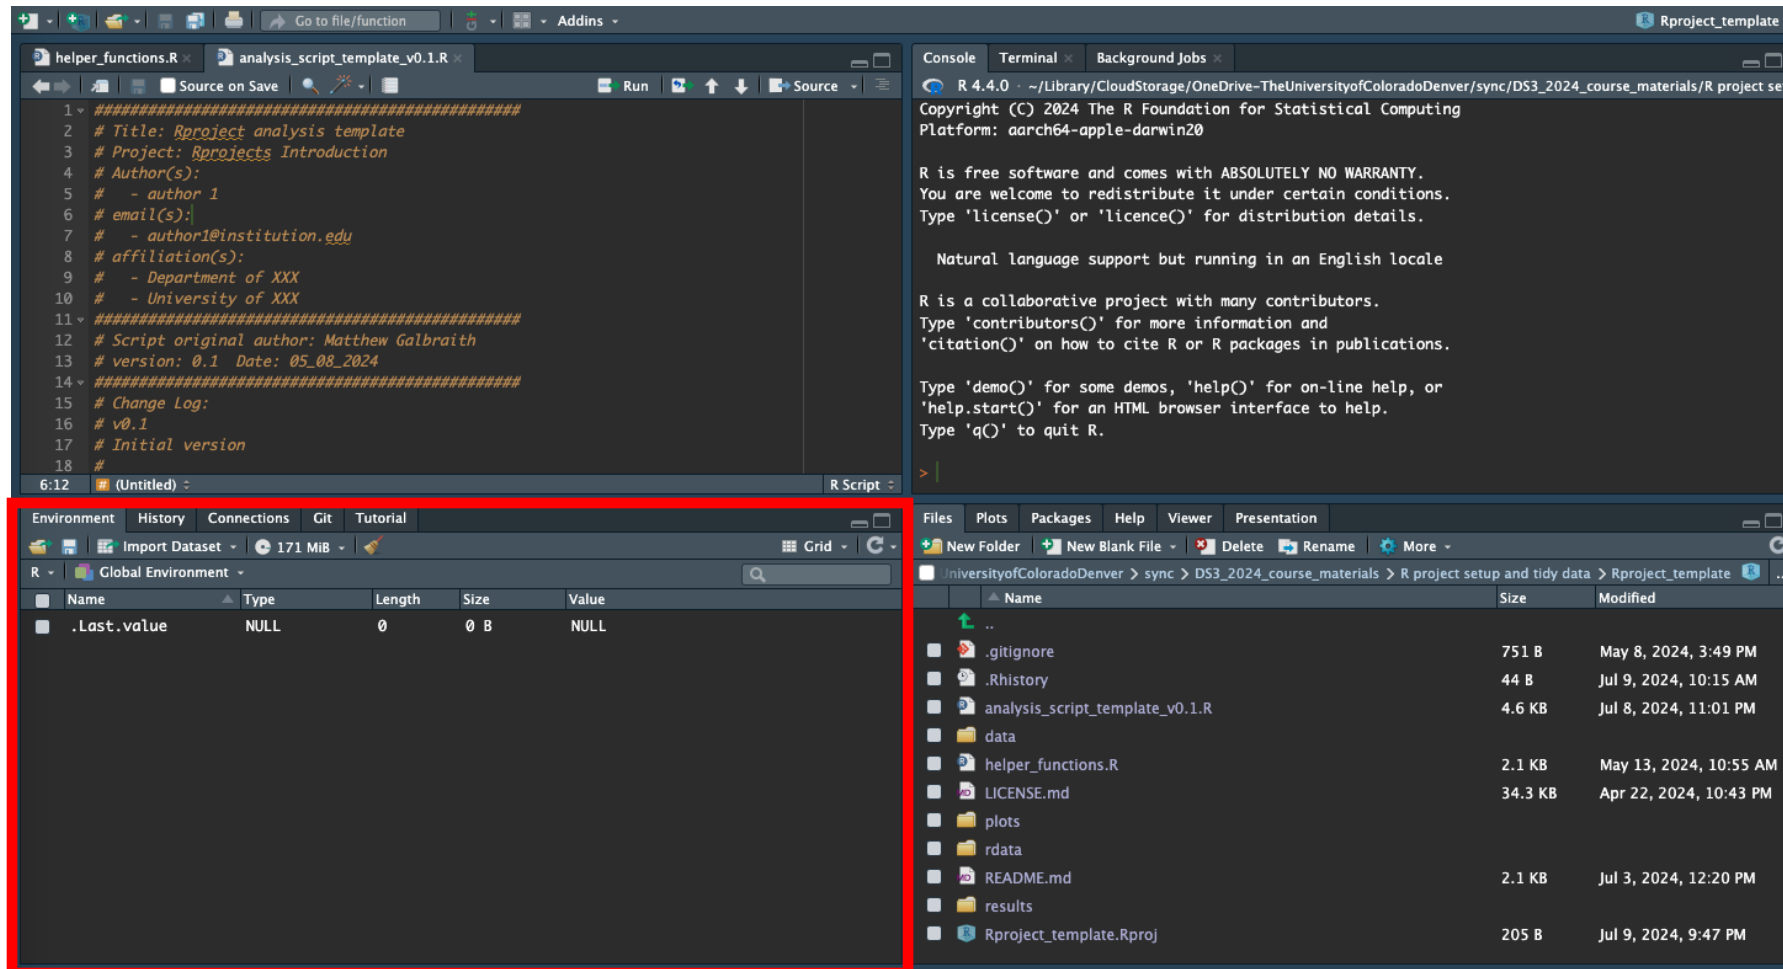 Go to file/function
Addins
Rproject_template
helper_functions.R
analysis_script_template_v0.1.R
Source on Save
Run
Source
1 ################################################
2 # Title: Rproject analysis template
3 # Project: Rprojects Introduction
4 # Author(s):
5 #   - author 1
6 # email(s):
7 #   - author1@institution.edu
8 # affiliation(s):
9 #   - Department of XXX
10 #   - University of XXX
11 ################################################
12 # Script original author: Matthew Galbraith
13 # version: 0.1  Date: 05_08_2024
14 ################################################
15 # Change Log:
16 # v0.1
17 # Initial version
18 #
6:12 # (Untitled) R Script
Console Terminal Background Jobs
R 4.4.0 · ~/Library/CloudStorage/OneDrive-TheUniversityofColoradoDenver/sync/DS3_2024_course_materials/R project se
Copyright (C) 2024 The R Foundation for Statistical Computing
Platform: aarch64-apple-darwin20
R is free software and comes with ABSOLUTELY NO WARRANTY.
You are welcome to redistribute it under certain conditions.
Type 'license()' or 'licence()' for distribution details.
Natural language support but running in an English locale
R is a collaborative project with many contributors.
Type 'contributors()' for more information and
'citation()' on how to cite R or R packages in publications.
Type 'demo()' for some demos, 'help()' for on-line help, or
'help.start()' for an HTML browser interface to help.
Type 'q()' to quit R.
>
Environment History Connections Git Tutorial
Import Dataset 171 MiB Grid
R Global Environment
Name Type Length Size Value
.Last.value NULL 0 0 B NULL
Files Plots Packages Help Viewer Presentation
New Folder New Blank File Delete Rename More
UniversityofColoradoDenver > sync > DS3_2024_course_materials > R project setup and tidy data > Rproject_template ..
Name Size Modified
..
.gitignore 751 B May 8, 2024, 3:49 PM
.Rhistory 44 B Jul 9, 2024, 10:15 AM
analysis_script_template_v0.1.R 4.6 KB Jul 8, 2024, 11:01 PM
data
helper_functions.R 2.1 KB May 13, 2024, 10:55 AM
LICENSE.md 34.3 KB Apr 22, 2024, 10:43 PM
plots
rdata
README.md 2.1 KB Jul 3, 2024, 12:20 PM
results
Rproject_template.Rproj 205 B Jul 9, 2024, 9:47 PM